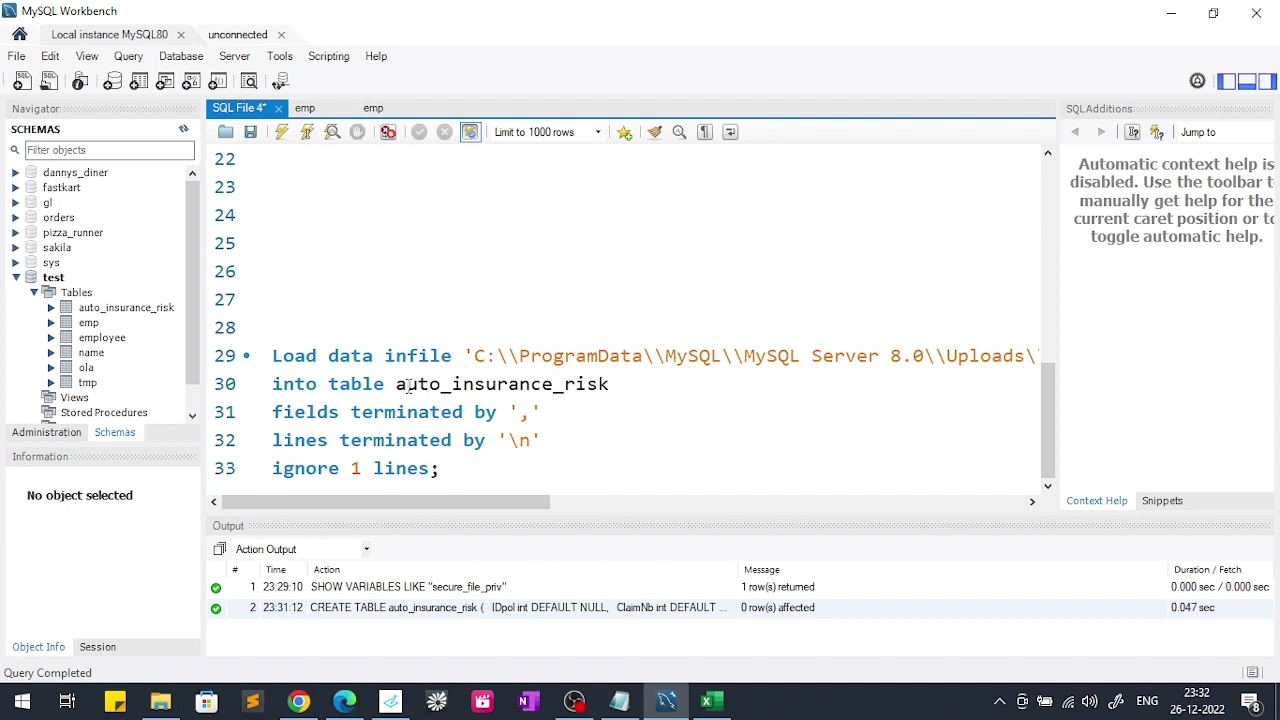 MySQL Workbench
Local instance MySQL80
unconnected
File Edit View Query Database Server Tools Scripting Help
Navigator
SCHEMAS
Filter objects
dannys_diner
fastkart
gl
orders
pizza_runner
sakila
sys
test
Tables
auto_insurance_risk
emp
employee
name
ola
tmp
Views
Stored Procedures
Administration Schemas
Information
No object selected
Object Info Session
SQL File 4*
emp
emp
Limit to 1000 rows
22
23
24
25
26
27
28
29 Load data infile 'C:\\ProgramData\\MySQL\\MySQL Server 8.0\\Uploads\
30 into table auto_insurance_risk
31 fields terminated by ','
32 lines terminated by '\n'
33 ignore 1 lines;
SQLAdditions
Jump to
Automatic context help is
disabled. Use the toolbar t
manually get help for the
current caret position or to
toggle automatic help.
Context Help Snippets
Output
Action Output
# Time Action Message Duration / Fetch
1 23:29:10 SHOW VARIABLES LIKE "secure_file_priv" 1 row(s) returned 0.000 sec / 0.000 sec
2 23:31:12 CREATE TABLE auto_insurance_risk ( IDpol int DEFAULT NULL, ClaimNb int DEFAULT ... 0 row(s) affected 0.047 sec
Query Completed
ENG
23:32
26-12-2022
8